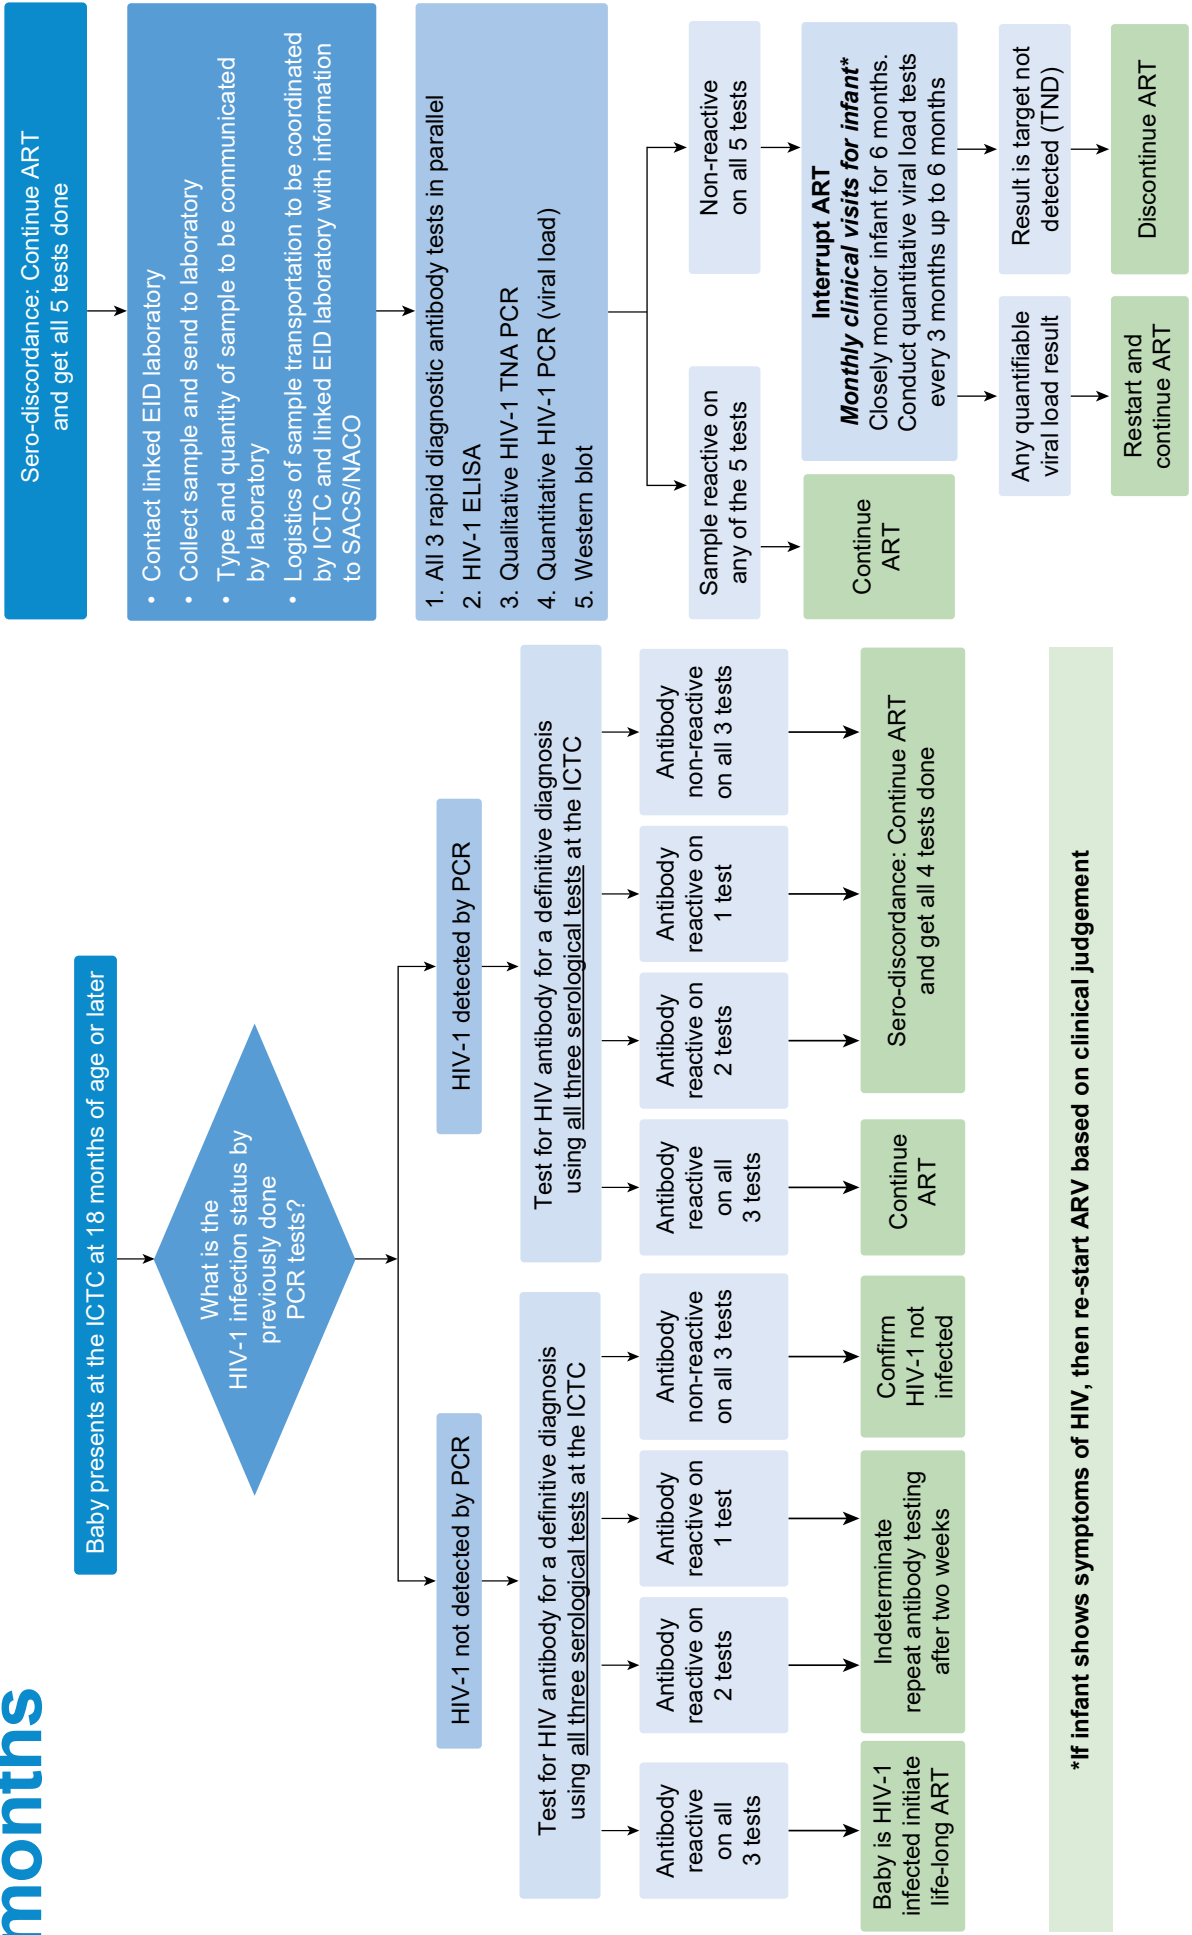 months
Baby presents at the ICTC at 18 months of age or later
What is the
HIV-1 infection status by
previously done
PCR tests?
HIV-1 not detected by PCR
HIV-1 detected by PCR
Test for HIV antibody for a definitive diagnosis
using all three serological tests at the ICTC
Test for HIV antibody for a definitive diagnosis
using all three serological tests at the ICTC
Antibody
reactive
on all
3 tests
Antibody
reactive on
2 tests
Antibody
reactive on
1 test
Antibody
non-reactive
on all 3 tests
Antibody
reactive
on all
3 tests
Antibody
reactive on
2 tests
Antibody
reactive on
1 test
Antibody
non-reactive
on all 3 tests
Baby is HIV-1
infected initiate
life-long ART
Indeterminate
repeat antibody testing
after two weeks
Confirm
HIV-1 not
infected
Continue
ART
Sero-discordance: Continue ART
and get all 4 tests done
*If infant shows symptoms of HIV, then re-start ARV based on clinical judgement
Sero-discordance: Continue ART
and get all 5 tests done
• Contact linked EID laboratory
• Collect sample and send to laboratory
• Type and quantity of sample to be communicated
by laboratory
• Logistics of sample transportation to be coordinated
by ICTC and linked EID laboratory with information
to SACS/NACO
1. All 3 rapid diagnostic antibody tests in parallel
2. HIV-1 ELISA
3. Qualitative HIV-1 TNA PCR
4. Quantitative HIV-1 PCR (viral load)
5. Western blot
Sample reactive on
any of the 5 tests
Non-reactive
on all 5 tests
Continue
ART
Interrupt ART
Monthly clinical visits for infant*
Closely monitor infant for 6 months.
Conduct quantitative viral load tests
every 3 months up to 6 months
Any quantifiable
viral load result
Result is target not
detected (TND)
Restart and
continue ART
Discontinue ART